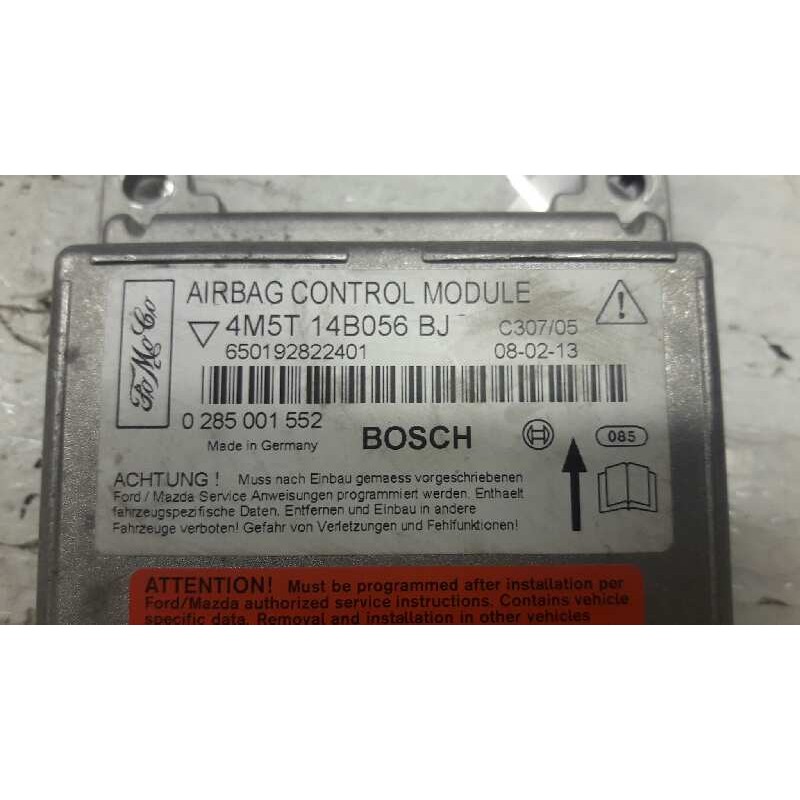 FoMoCo
AIRBAG CONTROL MODULE
4M5T 14B056 BJ C307/05
650192822401 08-02-13
0 285 001 552
Made in Germany BOSCH 085
ACHTUNG ! Muss nach Einbau gemaess vorgeschriebenen
Ford / Mazda Service Anweisungen programmiert werden. Enthaelt
fahrzeugspezifische Daten. Entfernen und Einbau in andere
Fahrzeuge verboten! Gefahr von Verletzungen und Fehlfunktionen!
ATTENTION! Must be programmed after installation per
Ford/Mazda authorized service instructions. Contains vehicle
specific data. Removal and installation in other vehicles